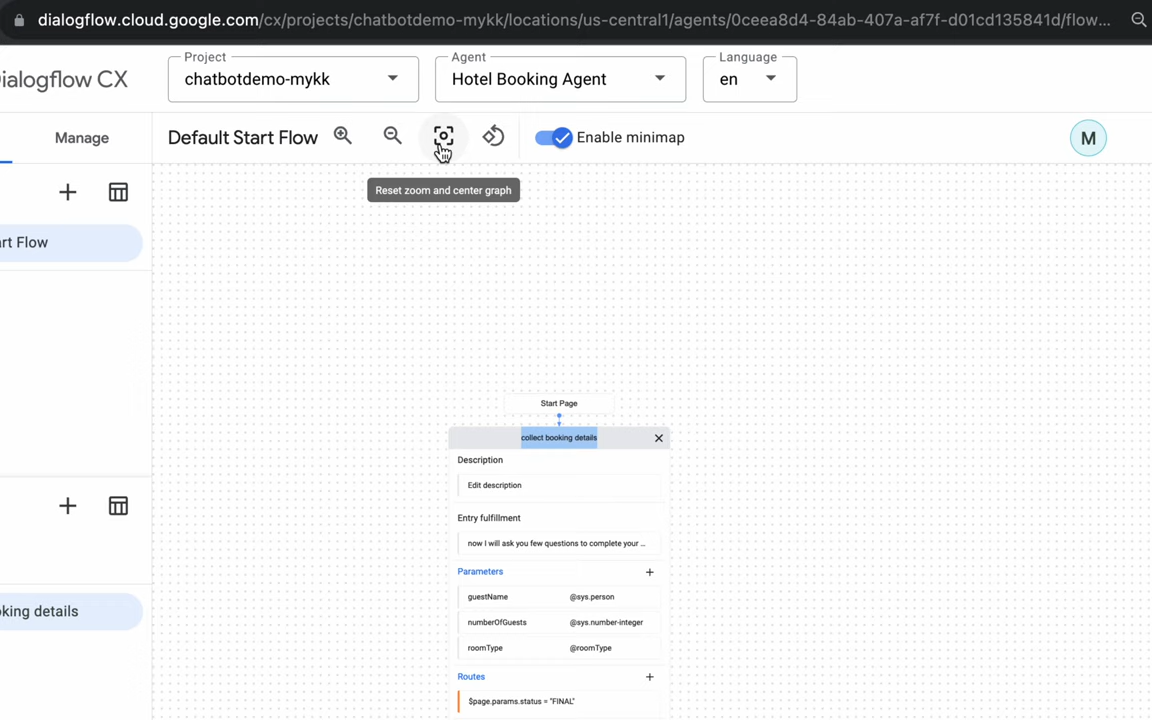 dialogflow.cloud.google.com/cx/projects/chatbotdemo-mykk/locations/us-central1/agents/0ceea8d4-84ab-407a-af7f-d01cd135841d/flow...
Project
Agent
Language
ialogflow CX
chatbotdemo-mykk
Hotel Booking Agent
en
Manage
Default Start Flow
Enable minimap
M
Reset zoom and center graph
rt Flow
Start Page
collect booking details
Description
Edit description
Entry fulfillment
now I will ask you few questions to complete your ...
Parameters
guestName @sys.person
numberOfGuests @sys.number-integer
king details
roomType @roomType
Routes
$page.params.status = "FINAL"